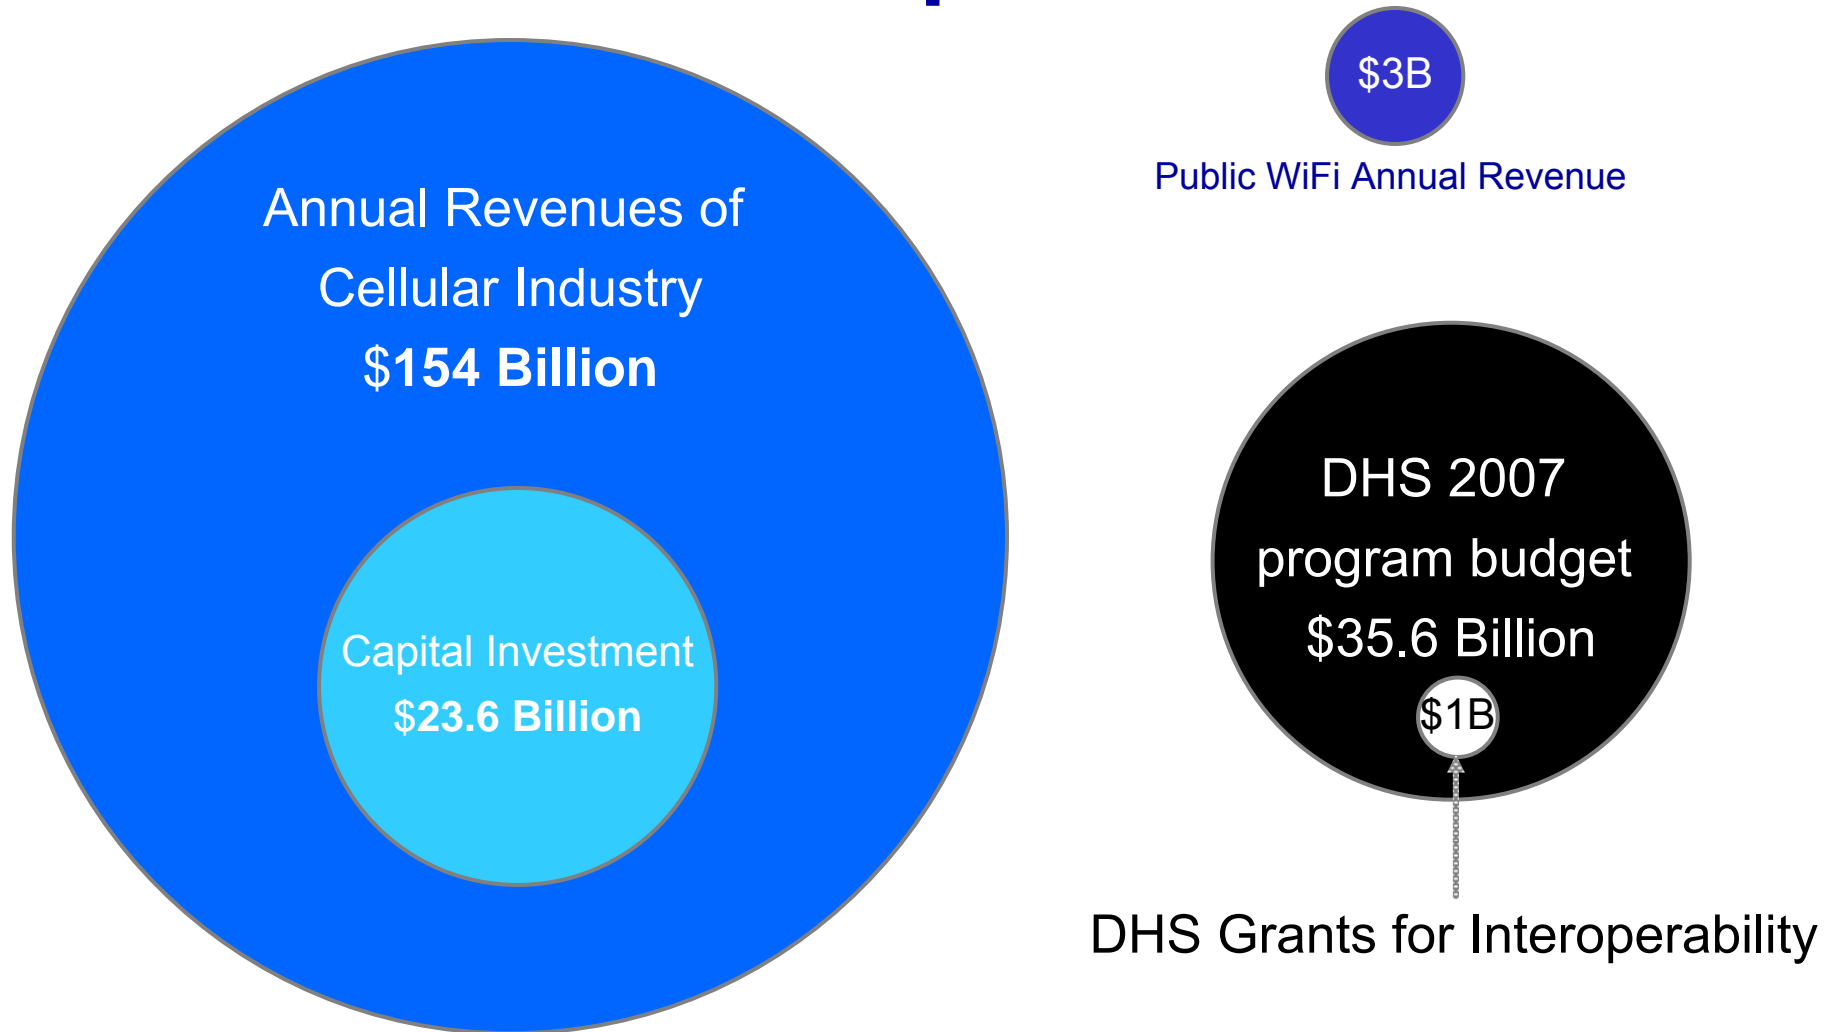 $3B
Public WiFi Annual Revenue
Annual Revenues of
Cellular Industry
$154 Billion
Capital Investment
$23.6 Billion
DHS 2007
program budget
$35.6 Billion
$1B
DHS Grants for Interoperability